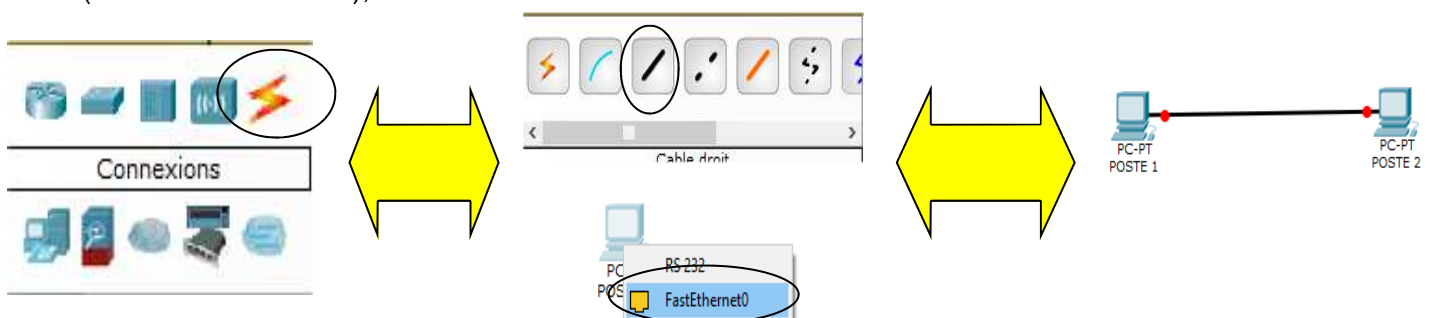 Connexions
Cable droit
RS 232
FastEthernet0
PC-PT
POSTE 1
PC-PT
POSTE 2